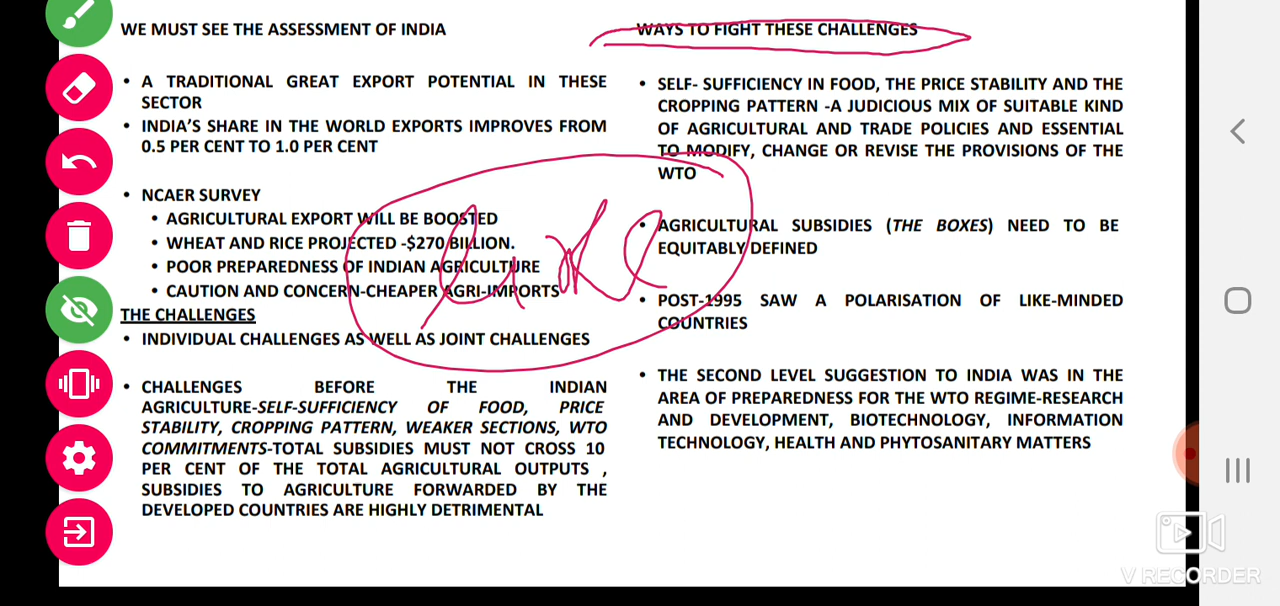 WE MUST SEE THE ASSESSMENT OF INDIA
• A TRADITIONAL GREAT EXPORT POTENTIAL IN THESE
SECTOR
• INDIA'S SHARE IN THE WORLD EXPORTS IMPROVES FROM
0.5 PER CENT TO 1.0 PER CENT
• NCAER SURVEY
• AGRICULTURAL EXPORT WILL BE BOOSTED
• WHEAT AND RICE PROJECTED -$270 BILLION.
• POOR PREPAREDNESS OF INDIAN AGRICULTURE
• CAUTION AND CONCERN-CHEAPER AGRI-IMPORTS
THE CHALLENGES
• INDIVIDUAL CHALLENGES AS WELL AS JOINT CHALLENGES
• CHALLENGES BEFORE THE INDIAN
AGRICULTURE-SELF-SUFFICIENCY OF FOOD, PRICE
STABILITY, CROPPING PATTERN, WEAKER SECTIONS, WTO
COMMITMENTS-TOTAL SUBSIDIES MUST NOT CROSS 10
PER CENT OF THE TOTAL AGRICULTURAL OUTPUTS ,
SUBSIDIES TO AGRICULTURE FORWARDED BY THE
DEVELOPED COUNTRIES ARE HIGHLY DETRIMENTAL
WAYS TO FIGHT THESE CHALLENGES
• SELF- SUFFICIENCY IN FOOD, THE PRICE STABILITY AND THE
CROPPING PATTERN -A JUDICIOUS MIX OF SUITABLE KIND
OF AGRICULTURAL AND TRADE POLICIES AND ESSENTIAL
TO MODIFY, CHANGE OR REVISE THE PROVISIONS OF THE
WTO
• AGRICULTURAL SUBSIDIES (THE BOXES) NEED TO BE
EQUITABLY DEFINED
• POST-1995 SAW A POLARISATION OF LIKE-MINDED
COUNTRIES
• THE SECOND LEVEL SUGGESTION TO INDIA WAS IN THE
AREA OF PREPAREDNESS FOR THE WTO REGIME-RESEARCH
AND DEVELOPMENT, BIOTECHNOLOGY, INFORMATION
TECHNOLOGY, HEALTH AND PHYTOSANITARY MATTERS
V RECORDER